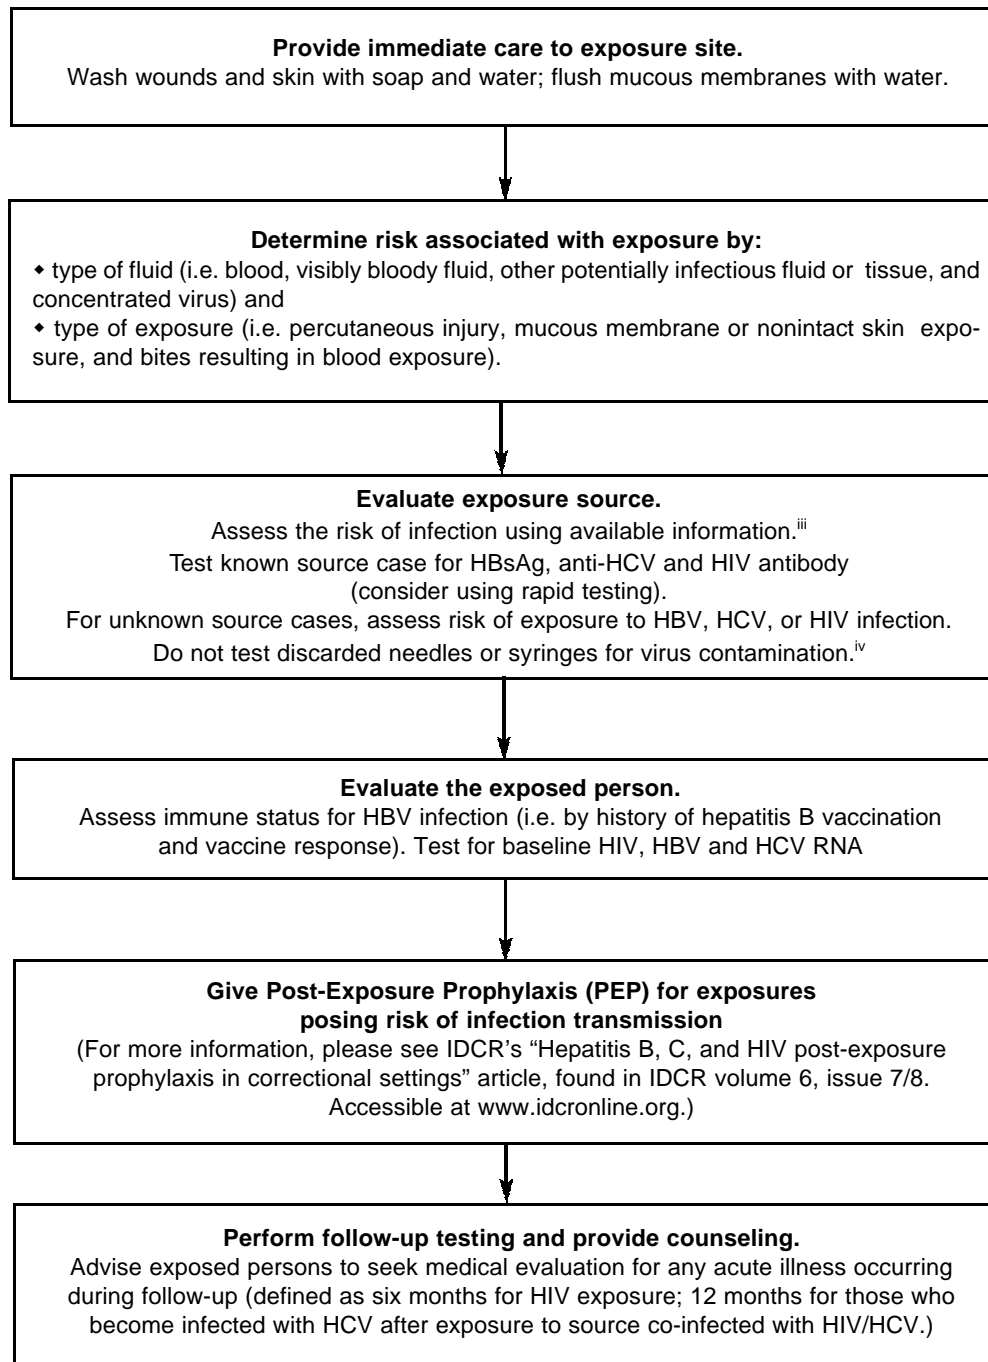 Provide immediate care to exposure site.
Wash wounds and skin with soap and water; flush mucous membranes with water.
Determine risk associated with exposure by:
◆ type of fluid (i.e. blood, visibly bloody fluid, other potentially infectious fluid or tissue, and
concentrated virus) and
◆ type of exposure (i.e. percutaneous injury, mucous membrane or nonintact skin expo-
sure, and bites resulting in blood exposure).
Evaluate exposure source.
Assess the risk of infection using available information.iii
Test known source case for HBsAg, anti-HCV and HIV antibody
(consider using rapid testing).
For unknown source cases, assess risk of exposure to HBV, HCV, or HIV infection.
Do not test discarded needles or syringes for virus contamination.iv
Evaluate the exposed person.
Assess immune status for HBV infection (i.e. by history of hepatitis B vaccination
and vaccine response). Test for baseline HIV, HBV and HCV RNA
Give Post-Exposure Prophylaxis (PEP) for exposures
posing risk of infection transmission
(For more information, please see IDCR's “Hepatitis B, C, and HIV post-exposure
prophylaxis in correctional settings” article, found in IDCR volume 6, issue 7/8.
Accessible at www.idcronline.org.)
Perform follow-up testing and provide counseling.
Advise exposed persons to seek medical evaluation for any acute illness occurring
during follow-up (defined as six months for HIV exposure; 12 months for those who
become infected with HCV after exposure to source co-infected with HIV/HCV.)